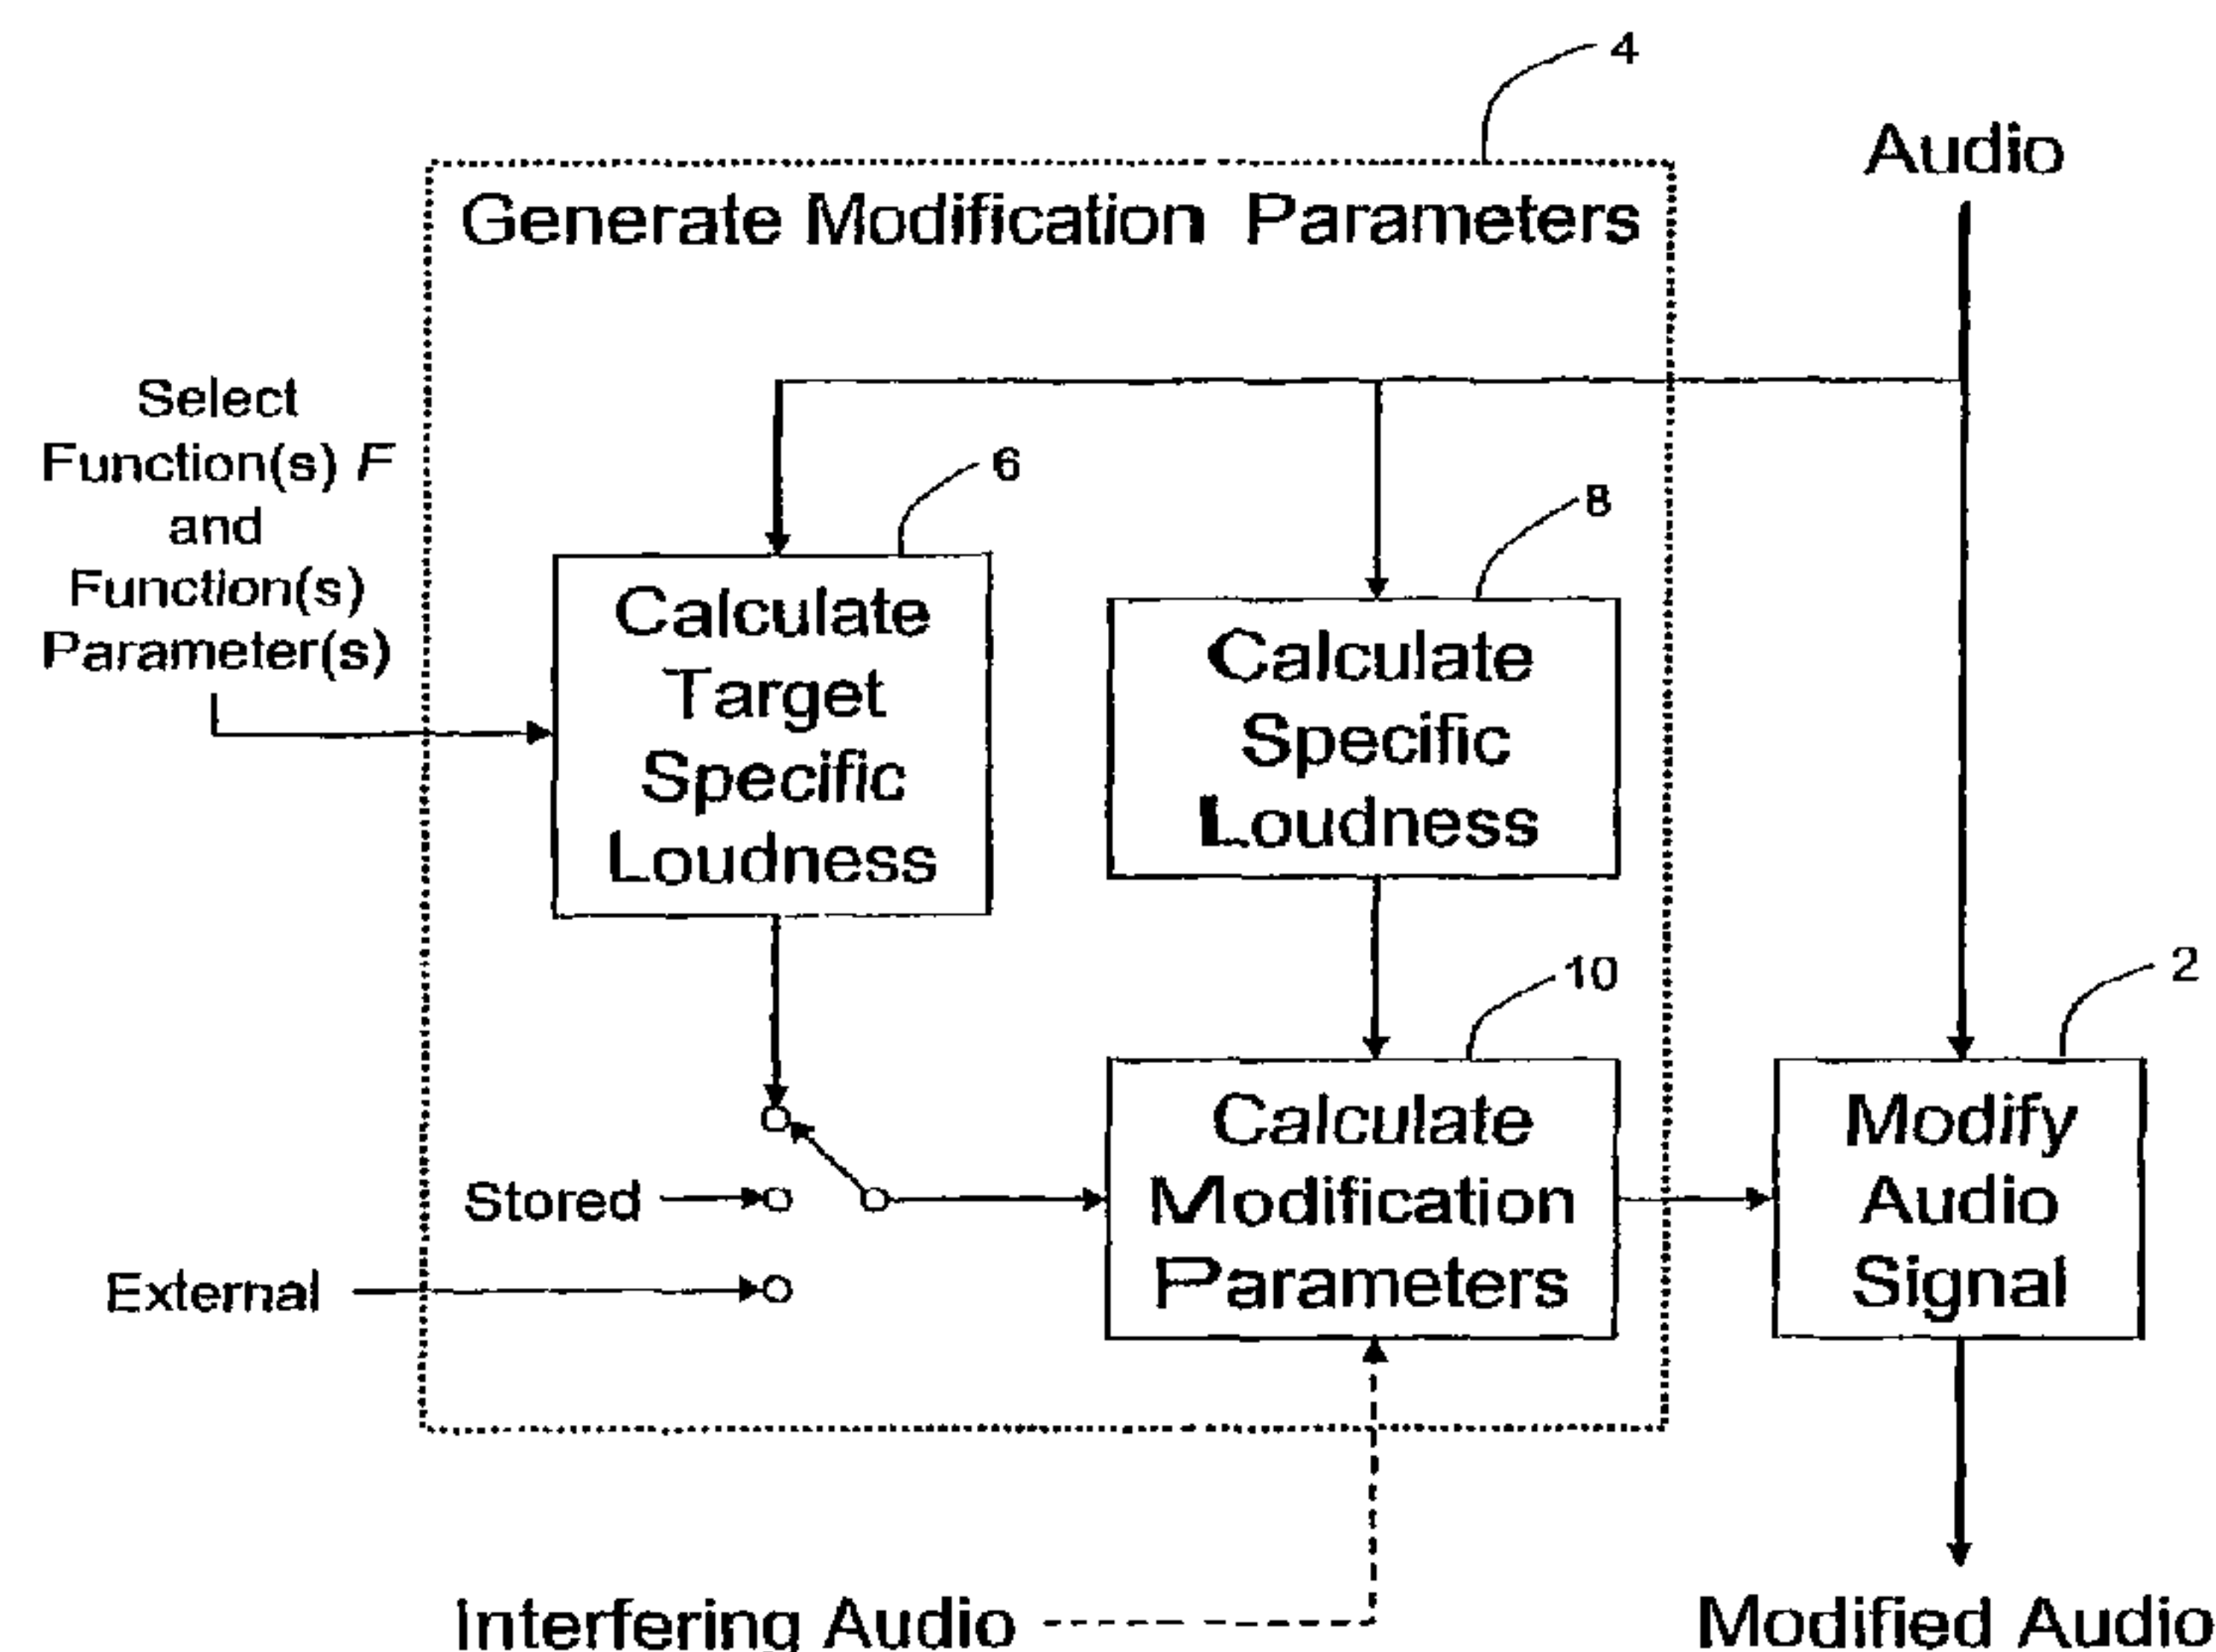 4
Audio
Generate Modification Parameters
Select
Function(s) F
and
Function(s)
Parameter(s)
6
8
Calculate
Target
Specific
Loudness
Calculate
Specific
Loudness
10
2
Calculate
Modification
Parameters
Modify
Audio
Signal
Stored
External
Interfering Audio
Modified Audio